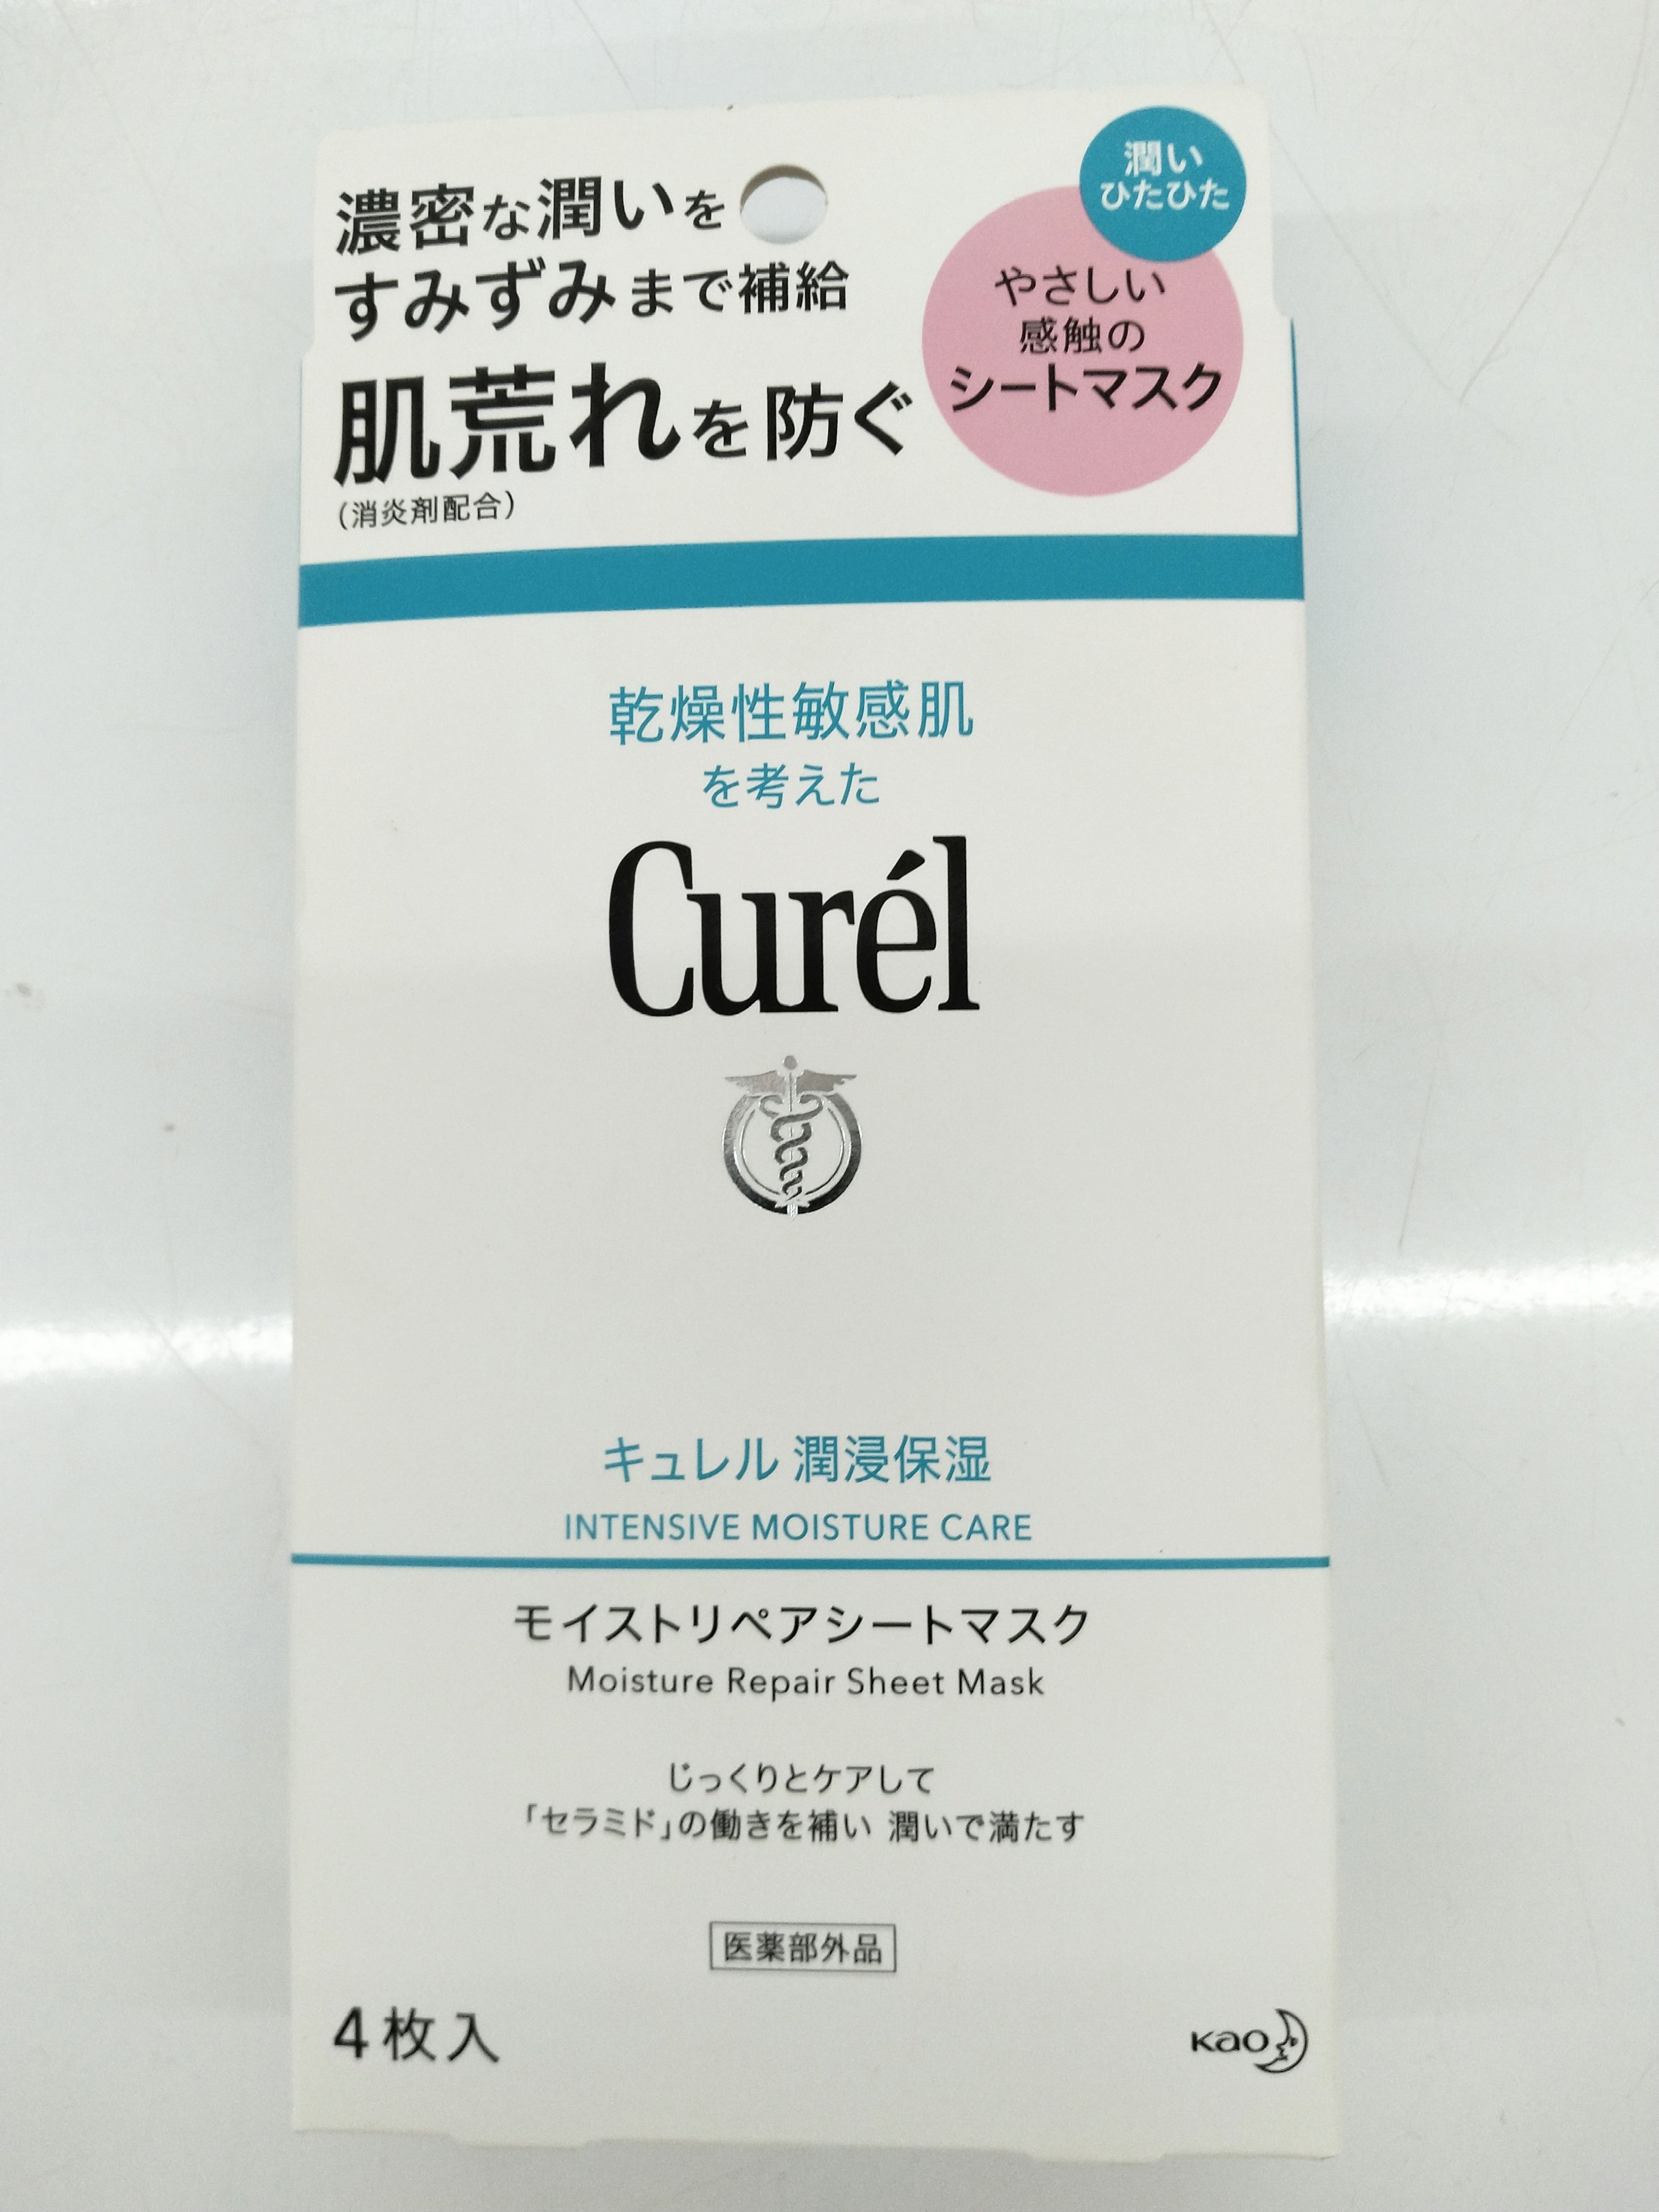 濃密な潤いを
すみずみまで補給
肌荒れを防ぐ
(消炎剤配合)
潤い
ひたひた
やさしい
感触の
シートマスク
乾燥性敏感肌
を考えた
Curél
キュレル 潤浸保湿
INTENSIVE MOISTURE CARE
モイストリペアシートマスク
Moisture Repair Sheet Mask
じっくりとケアして
「セラミド」の働きを補い 潤いで満たす
医薬部外品
4枚入
Kao